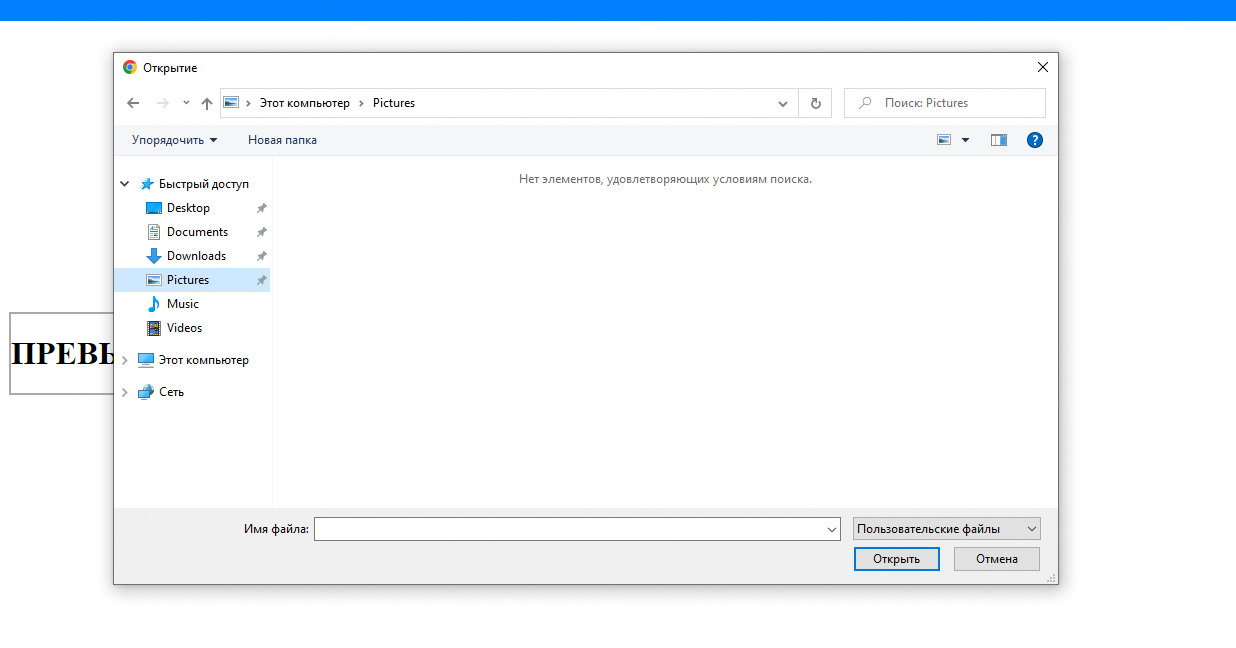 Открытие
Этот компьютер
Pictures
Поиск: Pictures
Упорядочить
Новая папка
?
Нет элементов, удовлетворяющих условиям поиска.
Быстрый доступ
Desktop
Documents
Downloads
Pictures
Music
Videos
ПРЕВЬ
Этот компьютер
Сеть
Имя файла:
Пользовательские файлы
Открыть
Отмена